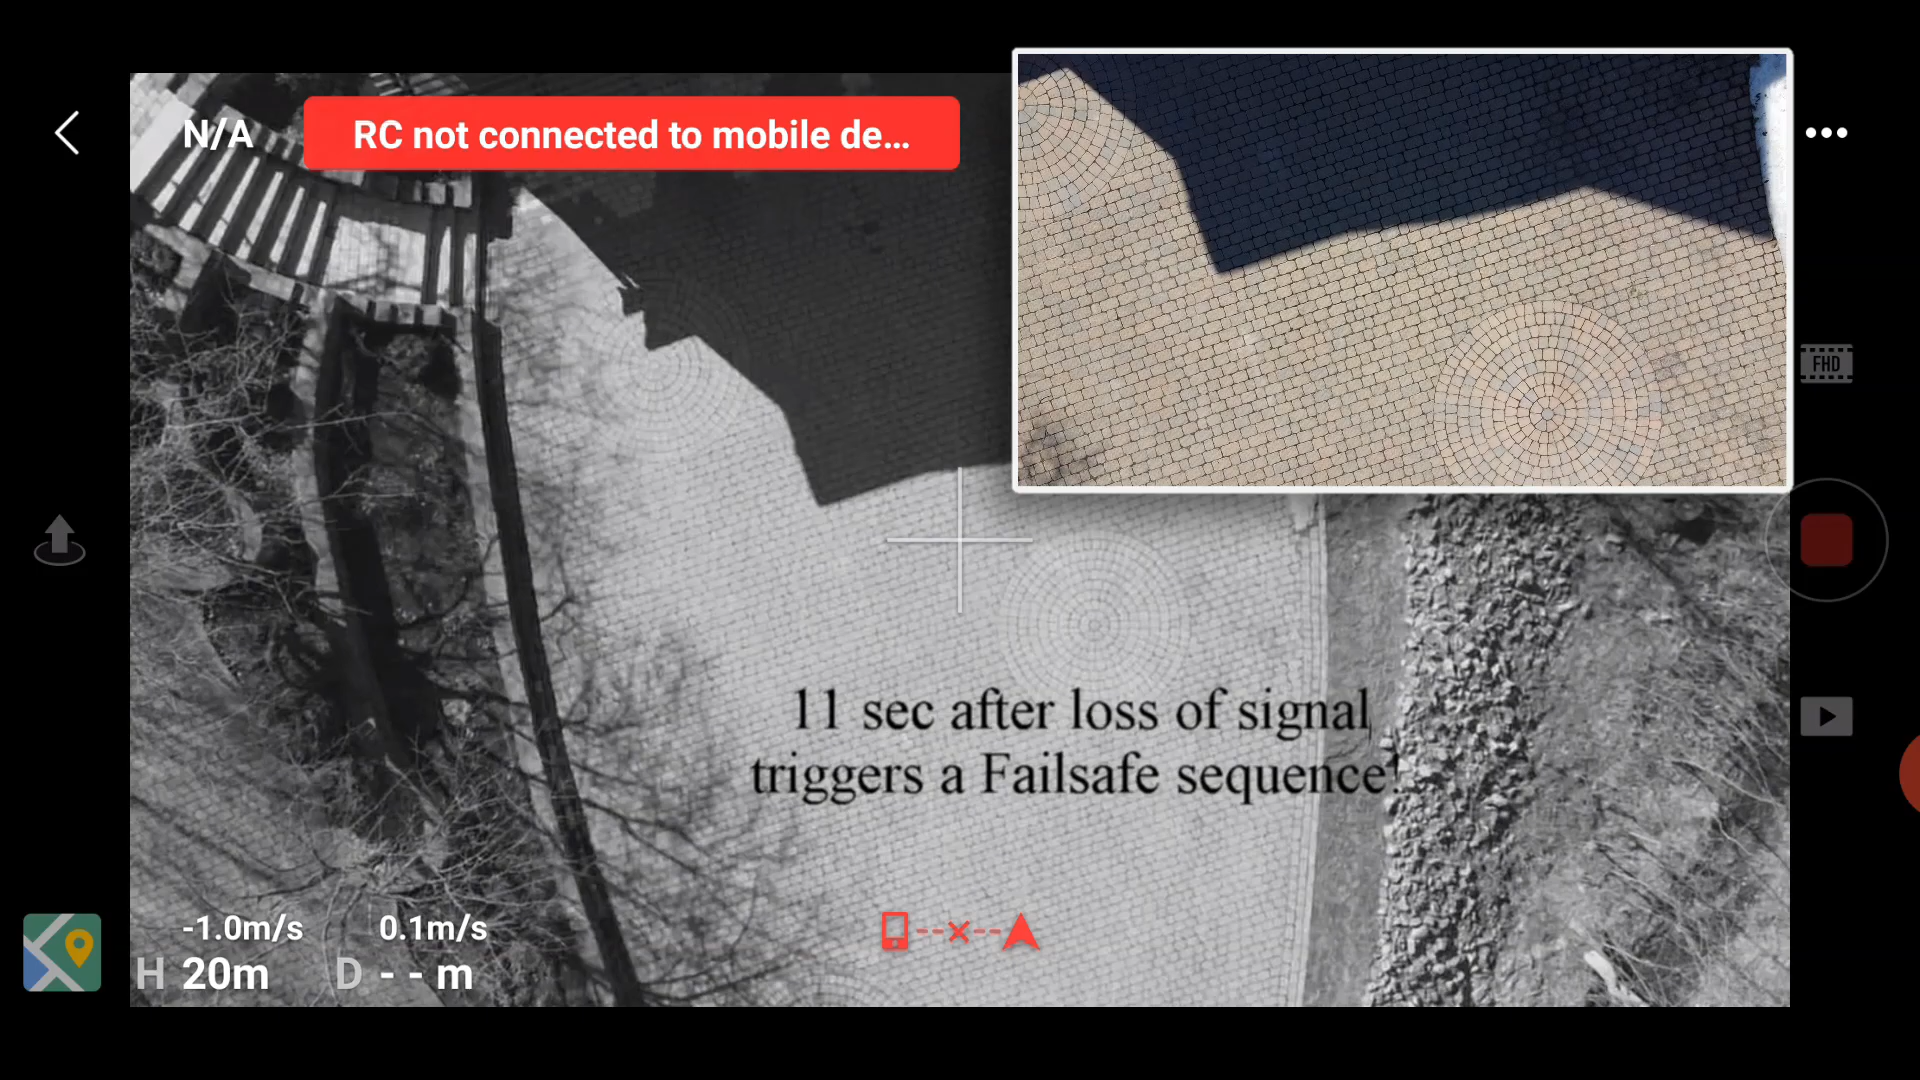 N/A
RC not connected to mobile de...
FHD
11 sec after loss of signal
triggers a Failsafe sequence!
-1.0m/s 0.1m/s
H 20m D - - m